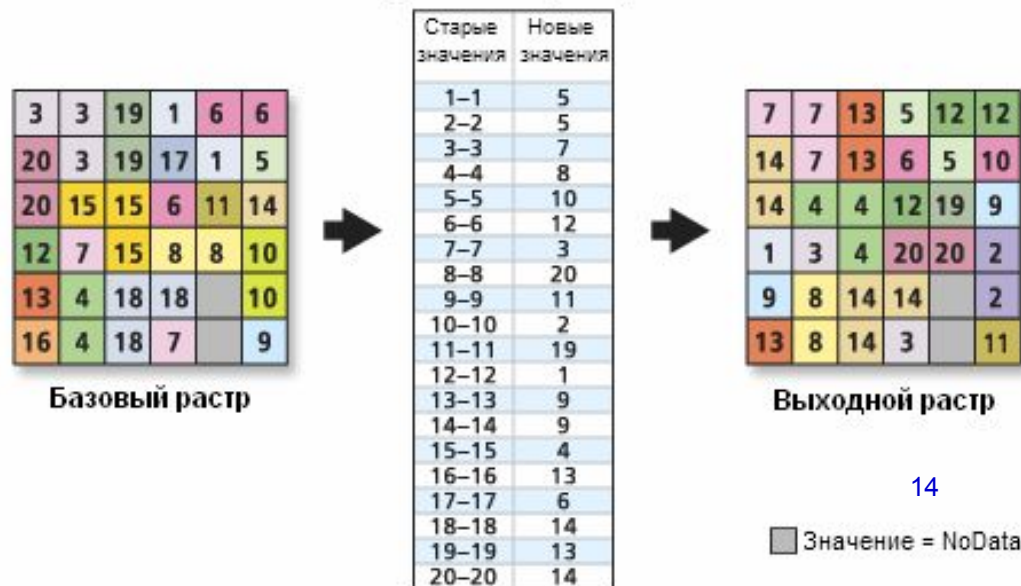 Старые Новые
значения значения
1–1 5
2–2 5
3–3 7
4–4 8
5–5 10
6–6 12
7–7 3
8–8 20
9–9 11
10–10 2
11–11 19
12–12 1
13–13 9
14–14 9
15–15 4
16–16 13
17–17 6
18–18 14
19–19 13
20–20 14
3 3 19 1 6 6
20 3 19 17 1 5
20 15 15 6 11 14
12 7 15 8 8 10
13 4 18 18 10
16 4 18 7 9
Базовый растр
7 7 13 5 12 12
14 7 13 6 5 10
14 4 4 12 19 9
1 3 4 20 20 2
9 8 14 14 2
13 8 14 3 11
Выходной растр
14
Значение = NoData